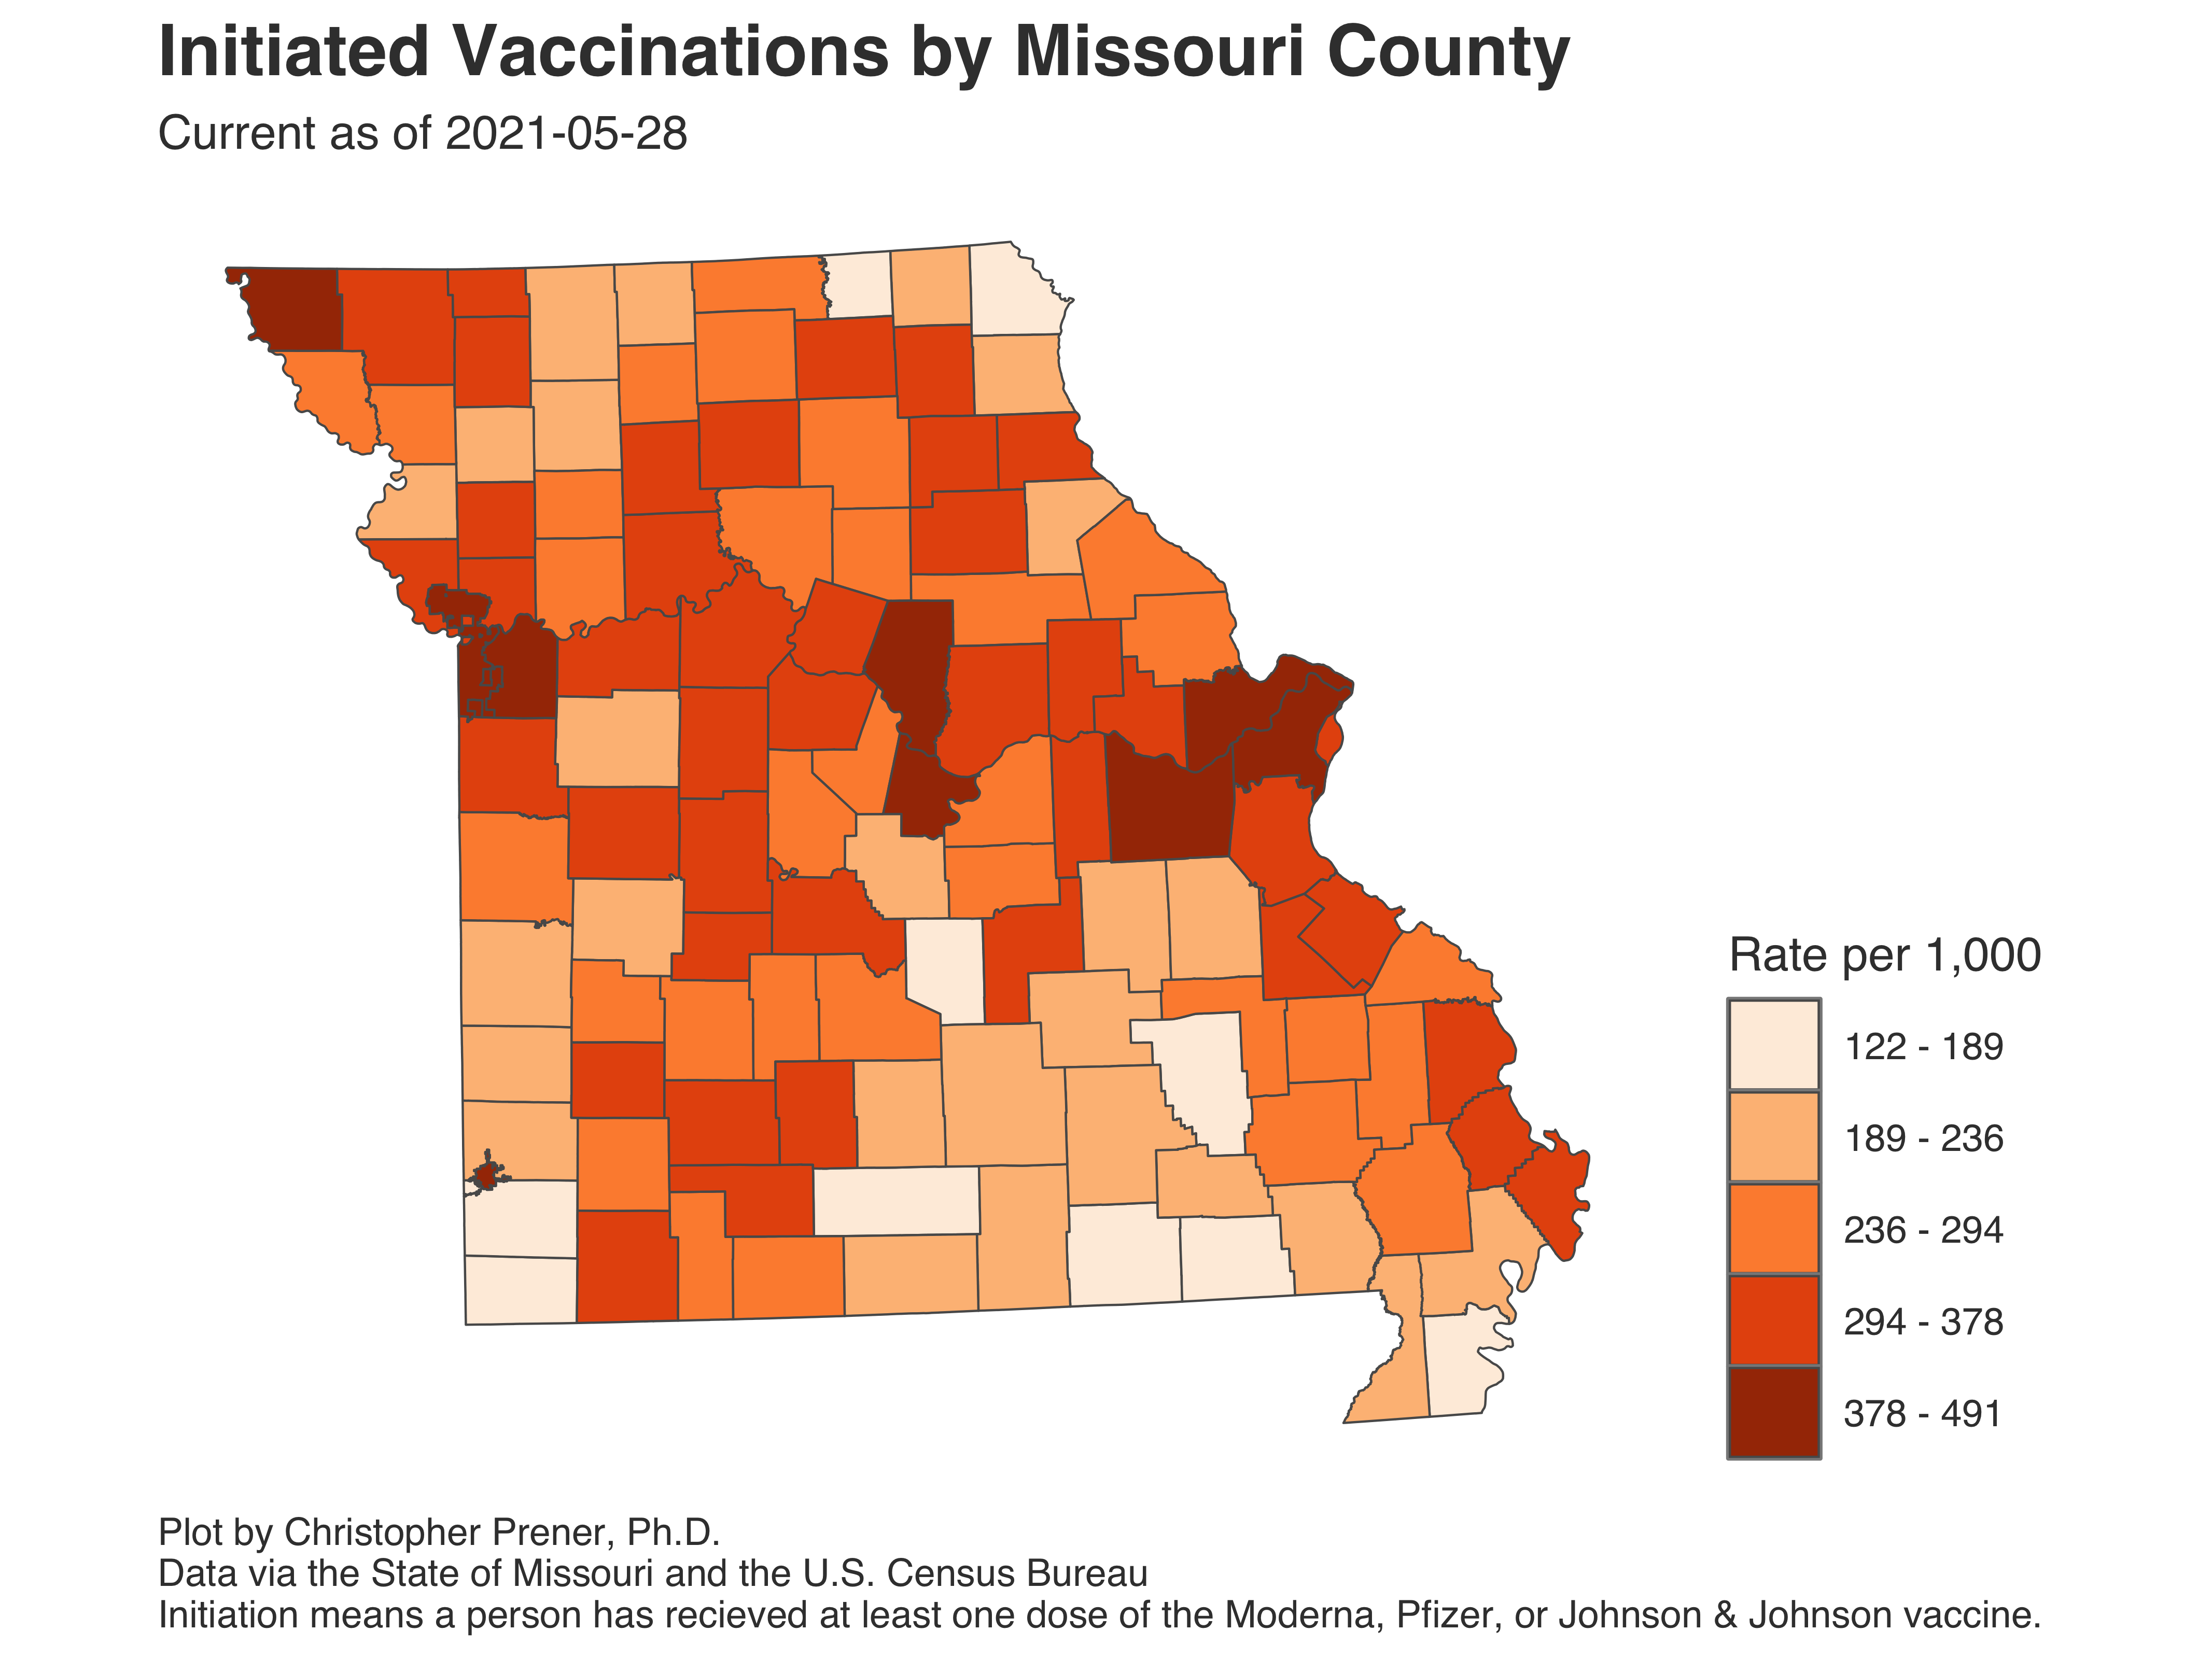 Initiated Vaccinations by Missouri County
Current as of 2021-05-28
Rate per 1,000
122 - 189
189 - 236
236 - 294
294 - 378
378 - 491
Plot by Christopher Prener, Ph.D.
Data via the State of Missouri and the U.S. Census Bureau
Initiation means a person has recieved at least one dose of the Moderna, Pfizer, or Johnson & Johnson vaccine.